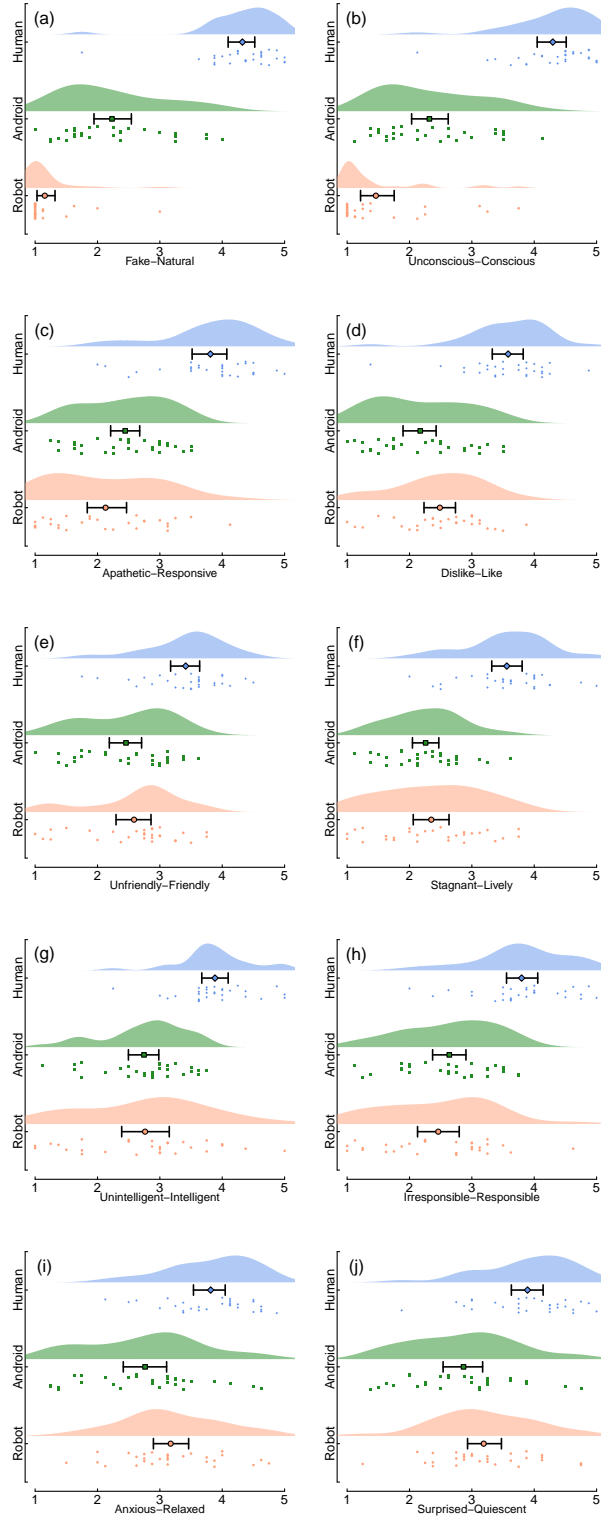 (a)
(b)
Human
Android
Robot
Human
Android
Robot
1 2 3 4 5
1 2 3 4 5
Fake−Natural
Unconscious−Conscious
(c)
(d)
Human
Android
Robot
Human
Android
Robot
1 2 3 4 5
1 2 3 4 5
Apathetic−Responsive
Dislike−Like
(e)
(f)
Human
Android
Robot
Human
Android
Robot
1 2 3 4 5
1 2 3 4 5
Unfriendly−Friendly
Stagnant−Lively
(g)
(h)
Human
Android
Robot
Human
Android
Robot
1 2 3 4 5
1 2 3 4 5
Unintelligent−Intelligent
Irresponsible−Responsible
(i)
(j)
Human
Android
Robot
Human
Android
Robot
1 2 3 4 5
1 2 3 4 5
Anxious−Relaxed
Surprised−Quiescent